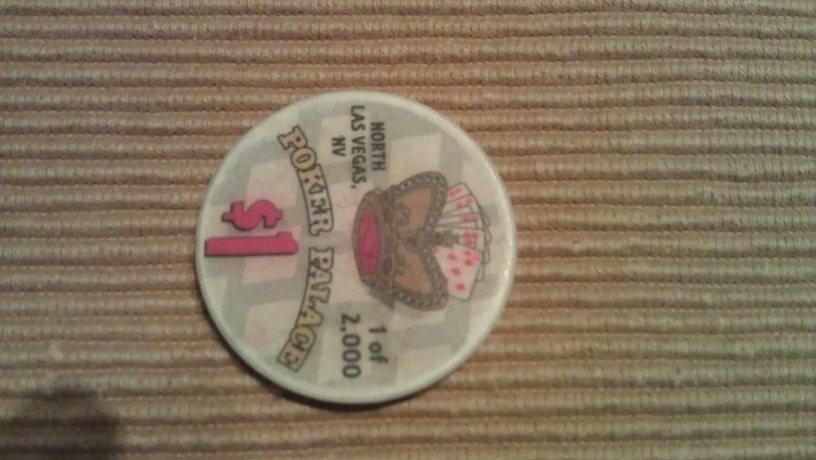 NORTH
LAS VEGAS,
NV
1 of
2,000
POKER PALACE
$1